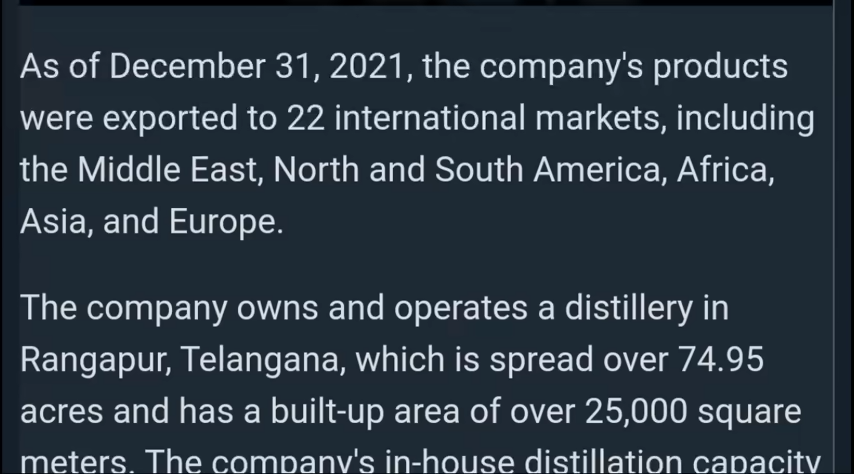 As of December 31, 2021, the company's products
were exported to 22 international markets, including
the Middle East, North and South America, Africa,
Asia, and Europe.
The company owns and operates a distillery in
Rangapur, Telangana, which is spread over 74.95
acres and has a built-up area of over 25,000 square
meters. The company's in-house distillation capacity